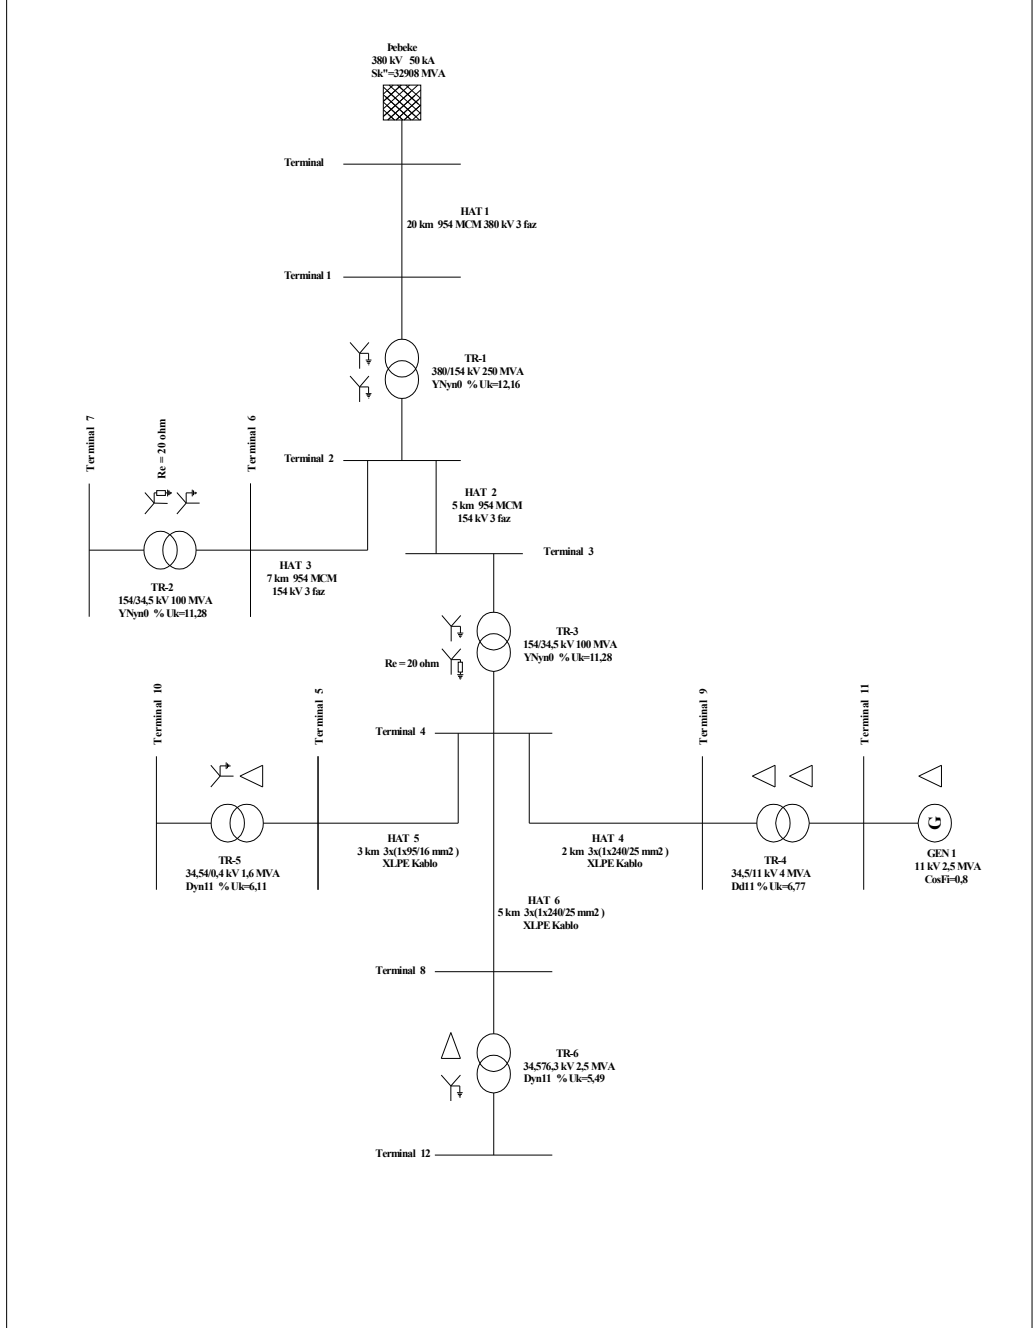 Þebeke
380 kV 50 kA
Sk"=32908 MVA
Terminal
HAT 1
20 km 954 MCM 380 kV 3 faz
Terminal 1
TR-1
380/154 kV 250 MVA
YNyn0 % Uk=12,16
Terminal 2
HAT 2
5 km 954 MCM
154 kV 3 faz
Terminal 7
Re = 20 ohm
Terminal 6
TR-2
154/34,5 kV 100 MVA
YNyn0 % Uk=11,28
HAT 3
7 km 954 MCM
154 kV 3 faz
Terminal 3
TR-3
154/34,5 kV 100 MVA
YNyn0 % Uk=11,28
Re = 20 ohm
Terminal 4
Terminal 10
Terminal 5
Terminal 9
Terminal 11
TR-5
34,54/0,4 kV 1,6 MVA
Dyn11 % Uk=6,11
HAT 5
3 km 3x(1x95/16 mm2 )
XLPE Kablo
HAT 4
2 km 3x(1x240/25 mm2 )
XLPE Kablo
TR-4
34,5/11 kV 4 MVA
Dd11 % Uk=6,77
G
GEN 1
11 kV 2,5 MVA
CosFi=0,8
HAT 6
5 km 3x(1x240/25 mm2 )
XLPE Kablo
Terminal 8
TR-6
34,576,3 kV 2,5 MVA
Dyn11 % Uk=5,49
Terminal 12